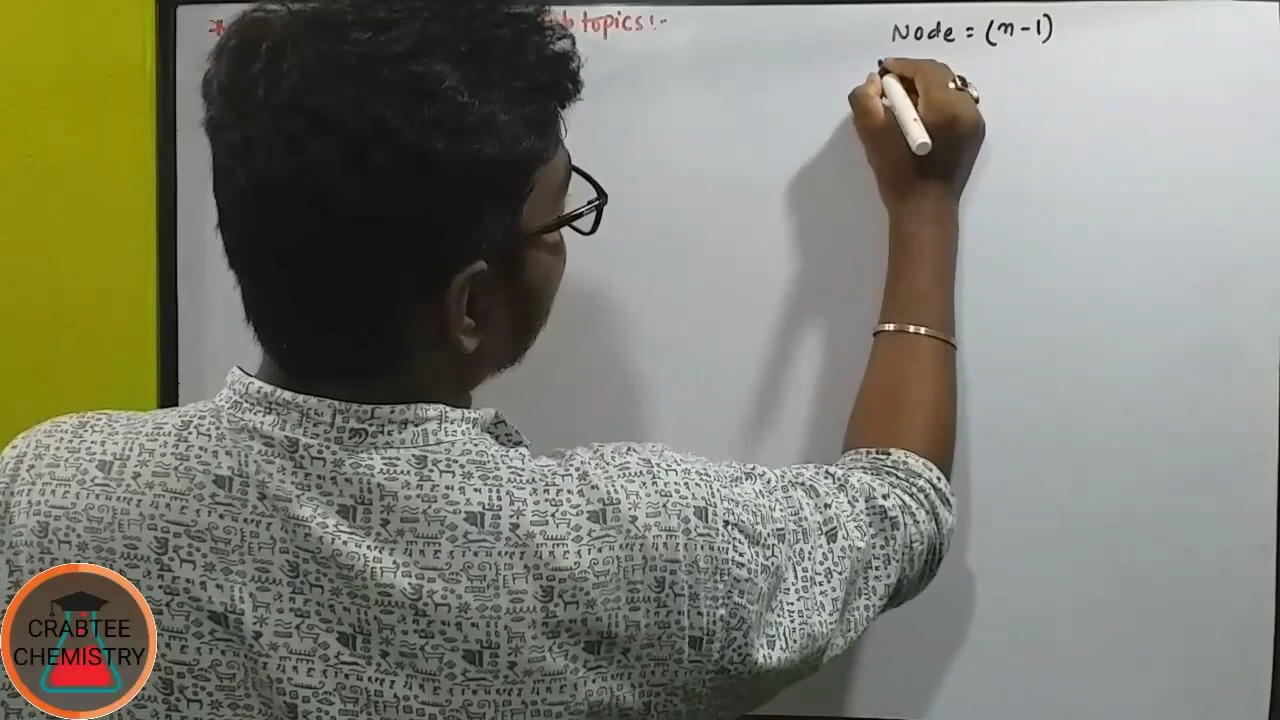 * topics:-
Node = (n-1)
CRABTEE
CHEMISTRY